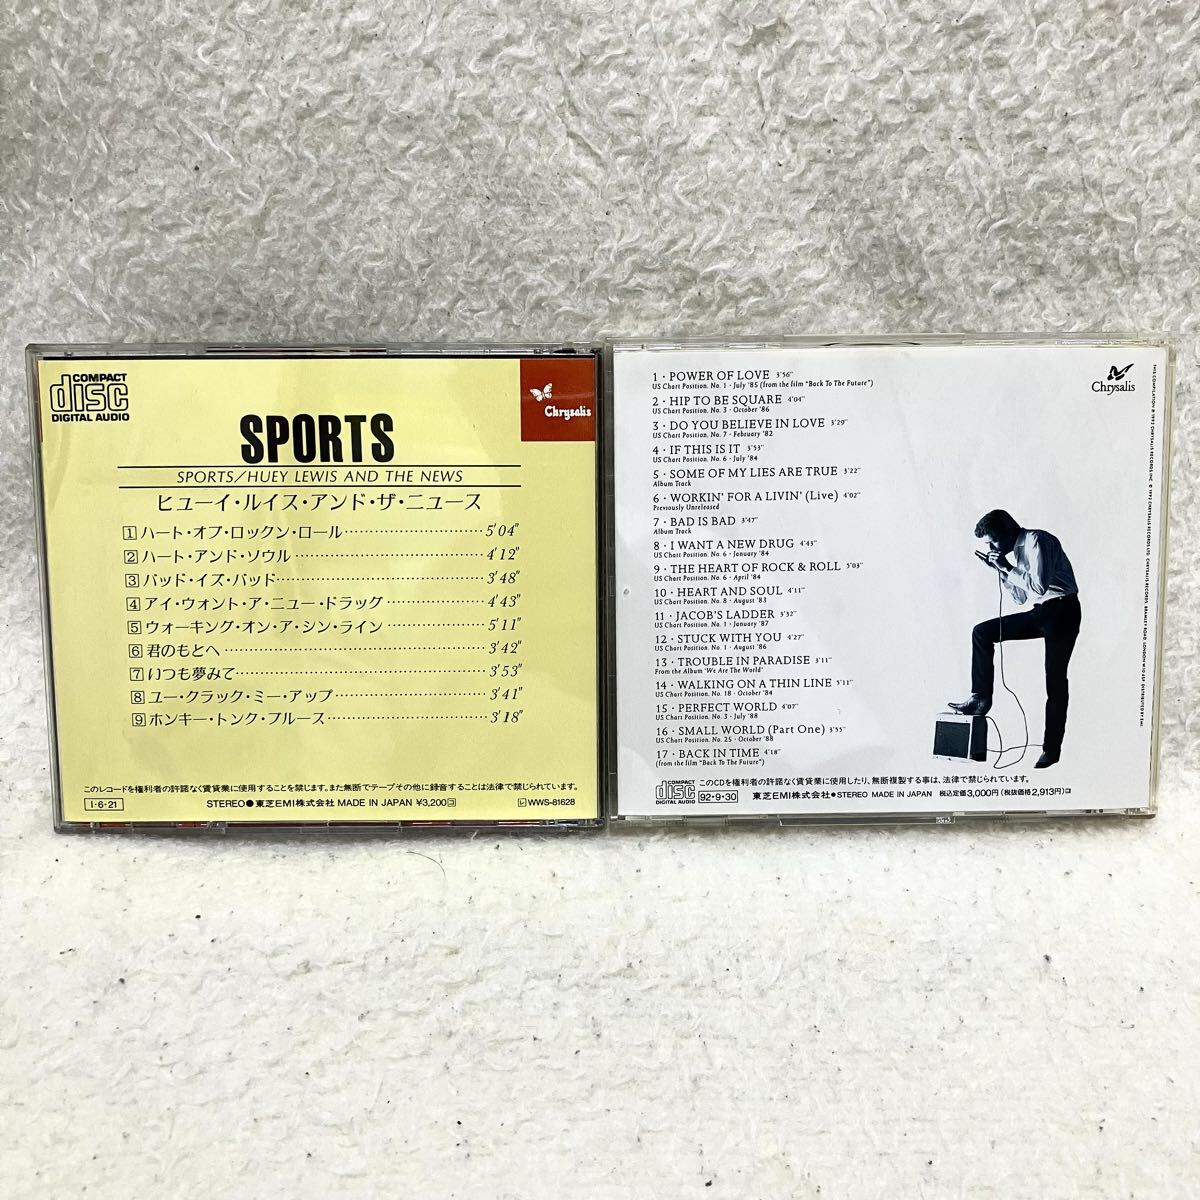 COMPACT
disc
DIGITAL AUDIO
Chrysalis
SPORTS
SPORTS/HUEY LEWIS AND THE NEWS
ヒューイ・ルイス・アンド・ザ・ニュース
1 ハート・オブ・ロックン・ロール 5'04"
2 ハート・アンド・ソウル 4'12"
3 バッド・イズ・バッド 3'48"
4 アイ・ウォント・ア・ニュー・ドラッグ 4'43"
5 ウォーキング・オン・ア・シン・ライン 5'11"
6 君のもとへ 3'42"
7 いつも夢みて 3'53"
8 ユー・クラック・ミー・アップ 3'41"
9 ホンキー・トンク・ブルース 3'18"
このレコードを権利者の許諾なく賃貸業に使用することを禁じます。また無断でテープその他に録音することは法律で禁じられています。
I・6・21 STEREO●東芝EMI株式会社 MADE IN JAPAN ¥3,200 WWS-81628
Chrysalis
1・POWER OF LOVE 3'56"
US Chart Position. No. 1・July '85 (from the film "Back To The Future")
2・HIP TO BE SQUARE 4'04"
US Chart Position. No. 3・October '86
3・DO YOU BELIEVE IN LOVE 3'29"
US Chart Position. No. 7・February '82
4・IF THIS IS IT 3'53"
US Chart Position. No. 6・July '84
5・SOME OF MY LIES ARE TRUE 3'22"
Album Track
6・WORKIN' FOR A LIVIN' (Live) 4'02"
Previously Unreleased
7・BAD IS BAD 3'47"
Album Track
8・I WANT A NEW DRUG 4'43"
US Chart Position. No. 6・January '84
9・THE HEART OF ROCK & ROLL 5'03"
US Chart Position. No. 6・April '84
10・HEART AND SOUL 4'11"
US Chart Position. No. 8・August '83
11・JACOB'S LADDER 3'32"
US Chart Position. No. 1・January '87
12・STUCK WITH YOU 4'27"
US Chart Position. No. 1・August '86
13・TROUBLE IN PARADISE 3'11"
From the Album 'We Are The World'
14・WALKING ON A THIN LINE 5'11"
US Chart Position. No. 18・October '84
15・PERFECT WORLD 4'07"
US Chart Position. No. 3・July '88
16・SMALL WORLD (Part One) 3'55"
US Chart Position. No. 25・October '88
17・BACK IN TIME 4'18"
(from the film "Back To The Future")
COMPACT
disc
DIGITAL AUDIO
このCDを権利者の許諾なく賃貸業に使用したり、無断複製する事は、法律で禁じられています。
92・9・30 東芝EMI株式会社●STEREO MADE IN JAPAN 税込定価3,000円(税抜価格2,913円)
THIS COMPILATION ℗ 1992 CHRYSALIS RECORDS INC. © 1992 CHRYSALIS RECORDS LTD. CHRYSALIS RECORDS, BRAMLEY ROAD, LONDON W10 6SP. DISTRIBUTED BY EMI.